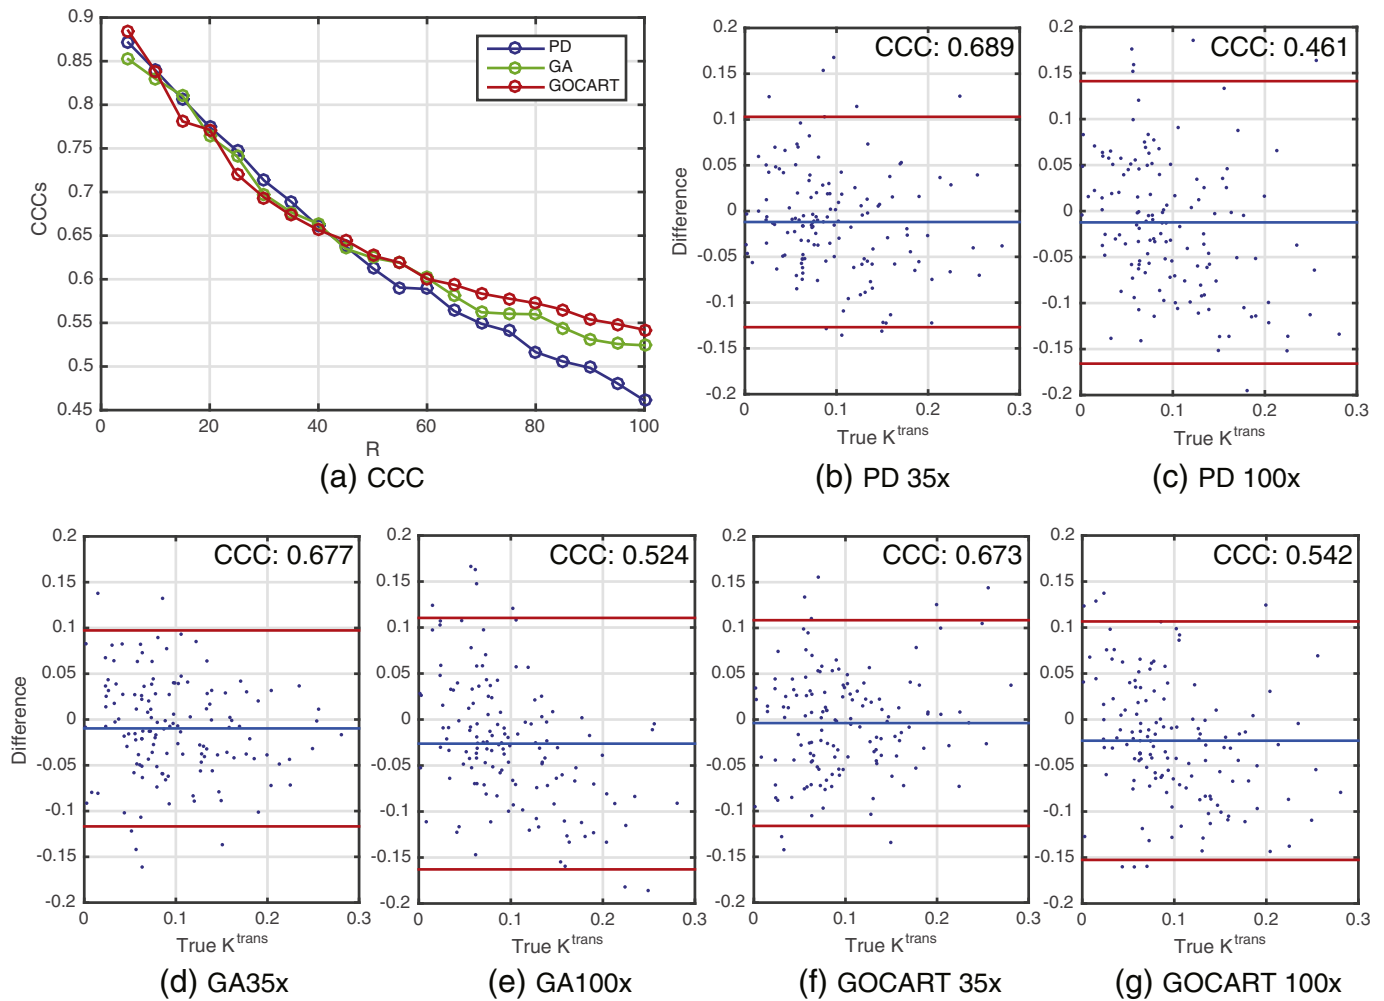 0.9
0.85
0.8
0.75
0.7
0.65
0.6
0.55
0.5
0.45
CCCs
0 20 40 60 80 100
R
PD
GA
GOCART
(a) CCC
0.2
0.15
0.1
0.05
0
-0.05
-0.1
-0.15
-0.2
Difference
CCC: 0.689
0 0.1 0.2 0.3
True K^trans
(b) PD 35x
0.2
0.15
0.1
0.05
0
-0.05
-0.1
-0.15
-0.2
CCC: 0.461
0 0.1 0.2 0.3
True K^trans
(c) PD 100x
0.2
0.15
0.1
0.05
0
-0.05
-0.1
-0.15
-0.2
Difference
CCC: 0.677
0 0.1 0.2 0.3
True K^trans
(d) GA35x
0.2
0.15
0.1
0.05
0
-0.05
-0.1
-0.15
-0.2
CCC: 0.524
0 0.1 0.2 0.3
True K^trans
(e) GA100x
0.2
0.15
0.1
0.05
0
-0.05
-0.1
-0.15
-0.2
CCC: 0.673
0 0.1 0.2 0.3
True K^trans
(f) GOCART 35x
0.2
0.15
0.1
0.05
0
-0.05
-0.1
-0.15
-0.2
CCC: 0.542
0 0.1 0.2 0.3
True K^trans
(g) GOCART 100x